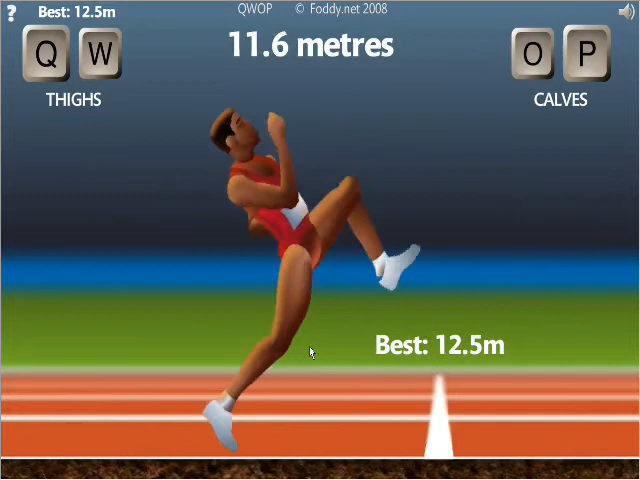 ?
Best: 12.5m
QWOP © Foddy.net 2008
11.6 metres
Q W
O P
THIGHS
CALVES
Best: 12.5m